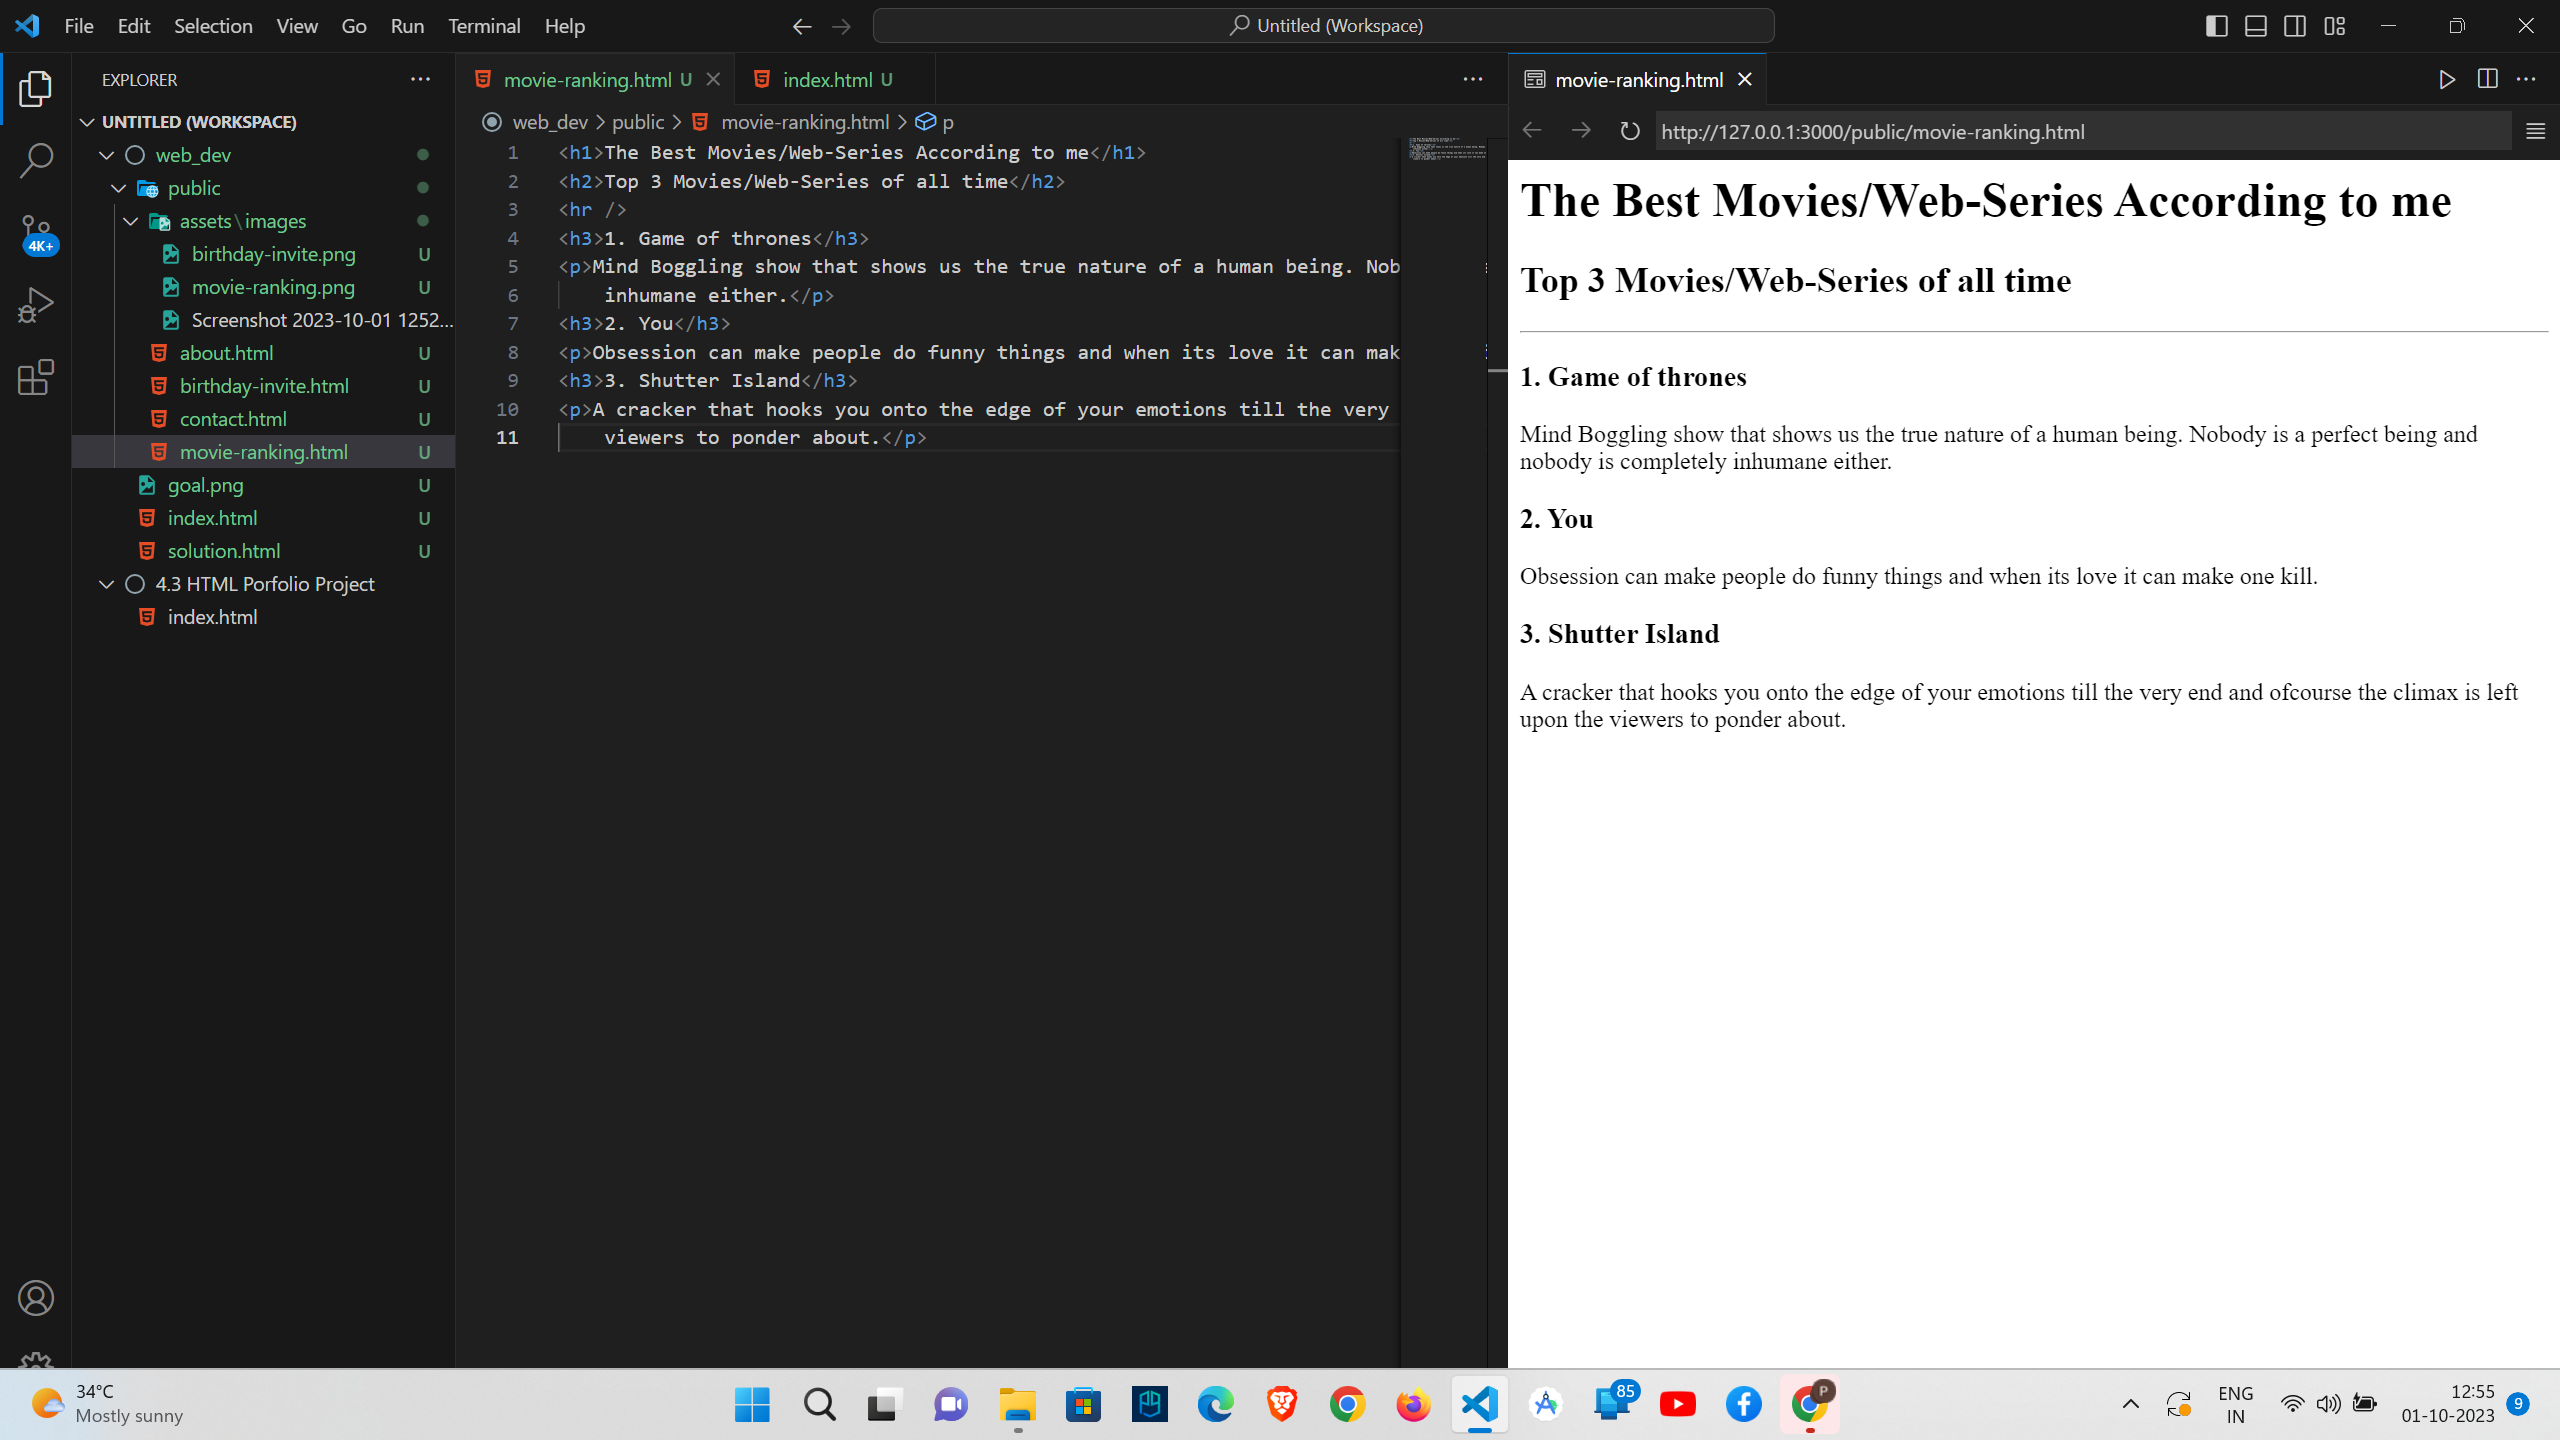 File Edit Selection View Go Run Terminal Help
Untitled (Workspace)
EXPLORER
UNTITLED (WORKSPACE)
web_dev
public
assets\images
birthday-invite.png U
movie-ranking.png U
Screenshot 2023-10-01 1252...
about.html U
birthday-invite.html U
contact.html U
movie-ranking.html U
goal.png U
index.html U
solution.html U
4.3 HTML Porfolio Project
index.html
4K+
movie-ranking.html U
index.html U
web_dev > public > movie-ranking.html > p
1 <h1>The Best Movies/Web-Series According to me</h1>
2 <h2>Top 3 Movies/Web-Series of all time</h2>
3 <hr />
4 <h3>1. Game of thrones</h3>
5 <p>Mind Boggling show that shows us the true nature of a human being. Nob
6 inhumane either.</p>
7 <h3>2. You</h3>
8 <p>Obsession can make people do funny things and when its love it can mak
9 <h3>3. Shutter Island</h3>
10 <p>A cracker that hooks you onto the edge of your emotions till the very
11 viewers to ponder about.</p>
movie-ranking.html
http://127.0.0.1:3000/public/movie-ranking.html
The Best Movies/Web-Series According to me
Top 3 Movies/Web-Series of all time
1. Game of thrones
Mind Boggling show that shows us the true nature of a human being. Nobody is a perfect being and
nobody is completely inhumane either.
2. You
Obsession can make people do funny things and when its love it can make one kill.
3. Shutter Island
A cracker that hooks you onto the edge of your emotions till the very end and ofcourse the climax is left
upon the viewers to ponder about.
34°C
Mostly sunny
85
P
ENG
IN
12:55
01-10-2023
9